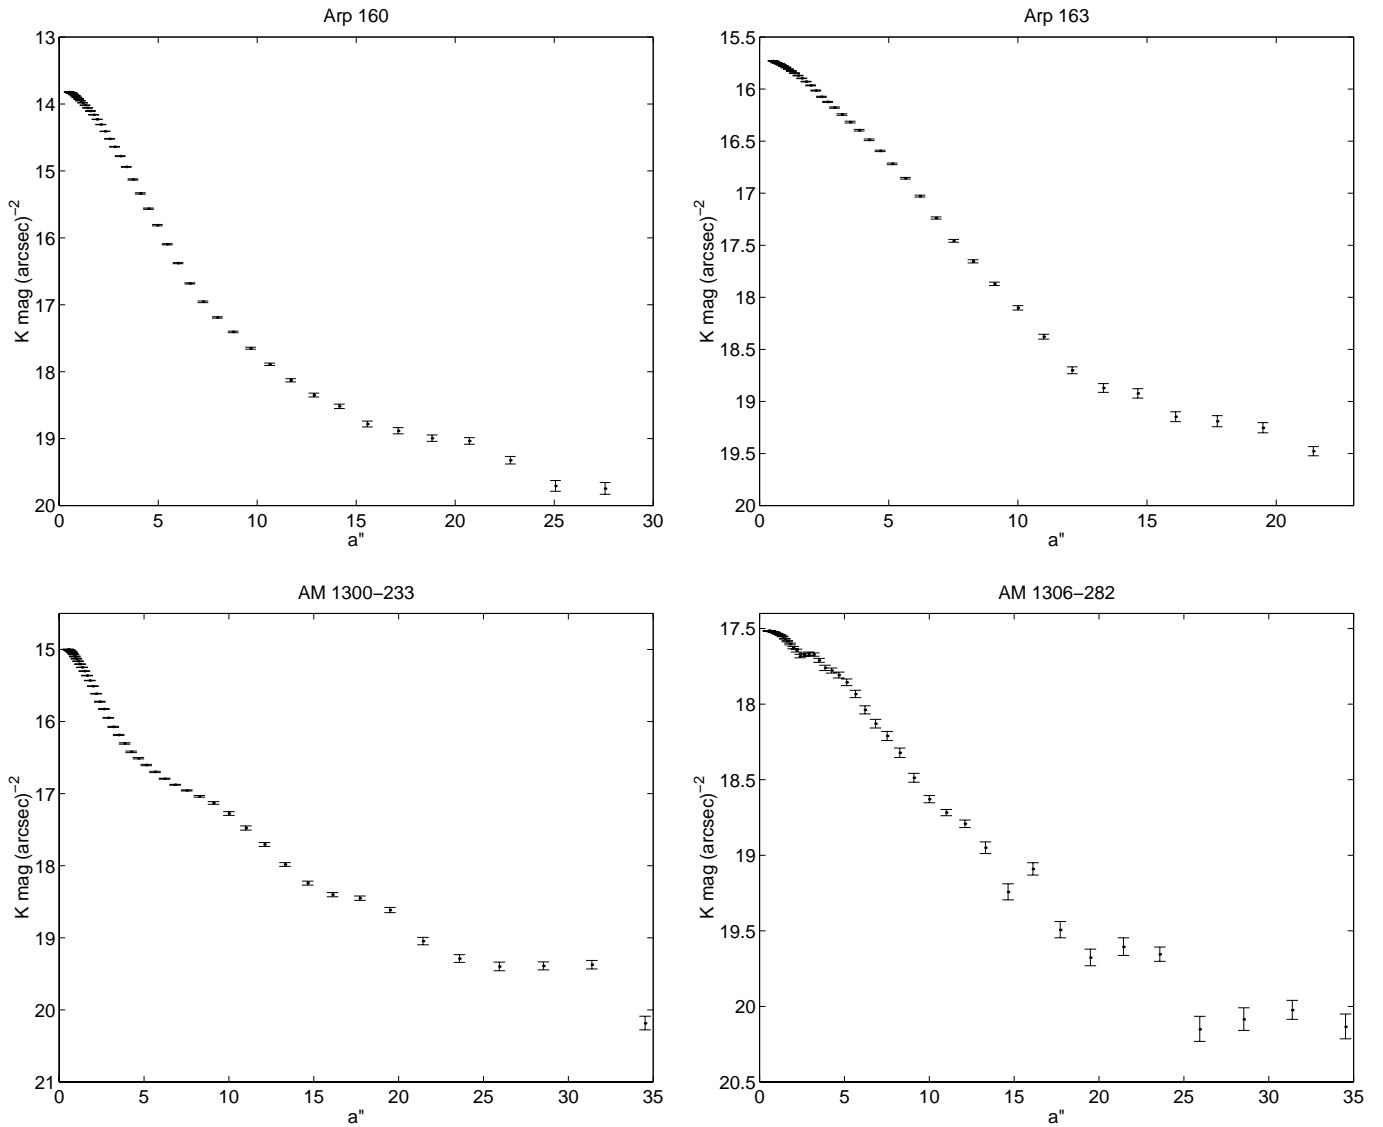 Arp 160
13
14
15
16
17
18
19
20
0 5 10 15 20 25 30
K mag (arcsec)⁻²
a"
Arp 163
15.5
16
16.5
17
17.5
18
18.5
19
19.5
20
0 5 10 15 20
K mag (arcsec)⁻²
a"
AM 1300−233
15
16
17
18
19
20
21
0 5 10 15 20 25 30 35
K mag (arcsec)⁻²
a"
AM 1306−282
17.5
18
18.5
19
19.5
20
20.5
0 5 10 15 20 25 30 35
K mag (arcsec)⁻²
a"